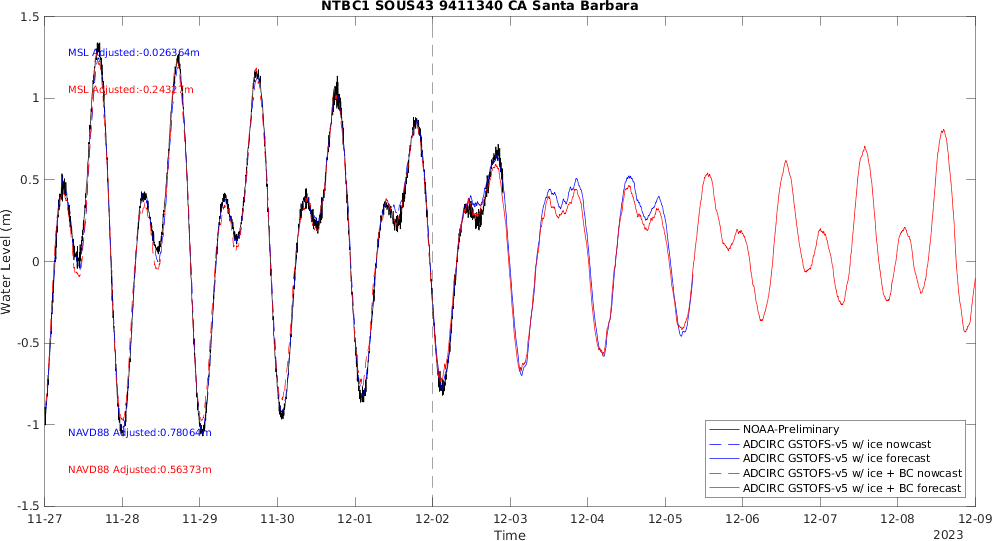 NTBC1 SOUS43 9411340 CA Santa Barbara
1.5
MSL Adjusted:-0.026364m
MSL Adjusted:-0.24327m
1
0.5
0
-0.5
-1
-1.5
Water Level (m)
NAVD88 Adjusted:0.78064m
NAVD88 Adjusted:0.56373m
NOAA-Preliminary
ADCIRC GSTOFS-v5 w/ ice nowcast
ADCIRC GSTOFS-v5 w/ ice forecast
ADCIRC GSTOFS-v5 w/ ice + BC nowcast
ADCIRC GSTOFS-v5 w/ ice + BC forecast
11-27 11-28 11-29 11-30 12-01 12-02 12-03 12-04 12-05 12-06 12-07 12-08 12-09
Time
2023